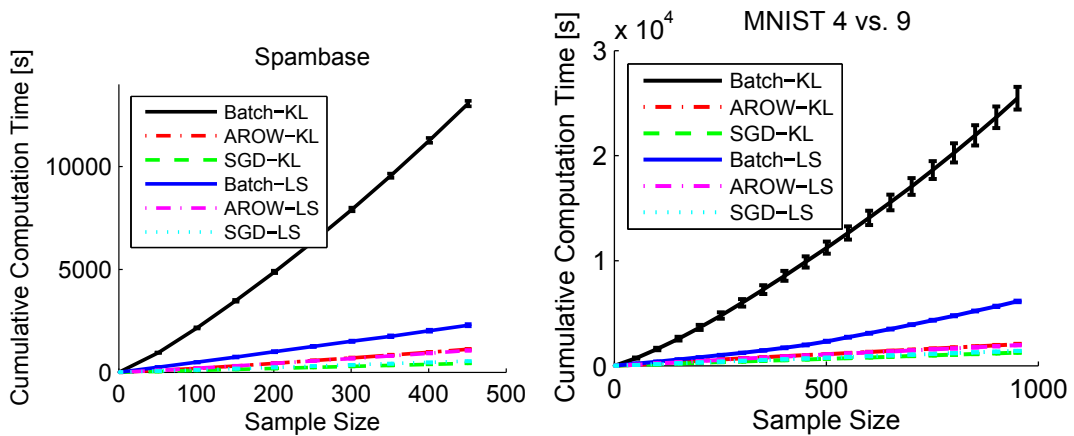 Spambase
Cumulative Computation Time [s]
10000
5000
0
Batch−KL
AROW−KL
SGD−KL
Batch−LS
AROW−LS
SGD−LS
0 100 200 300 400 500
Sample Size
MNIST 4 vs. 9
x 10^4
Cumulative Computation Time [s]
3
2
1
0
Batch−KL
AROW−KL
SGD−KL
Batch−LS
AROW−LS
SGD−LS
0 500 1000
Sample Size